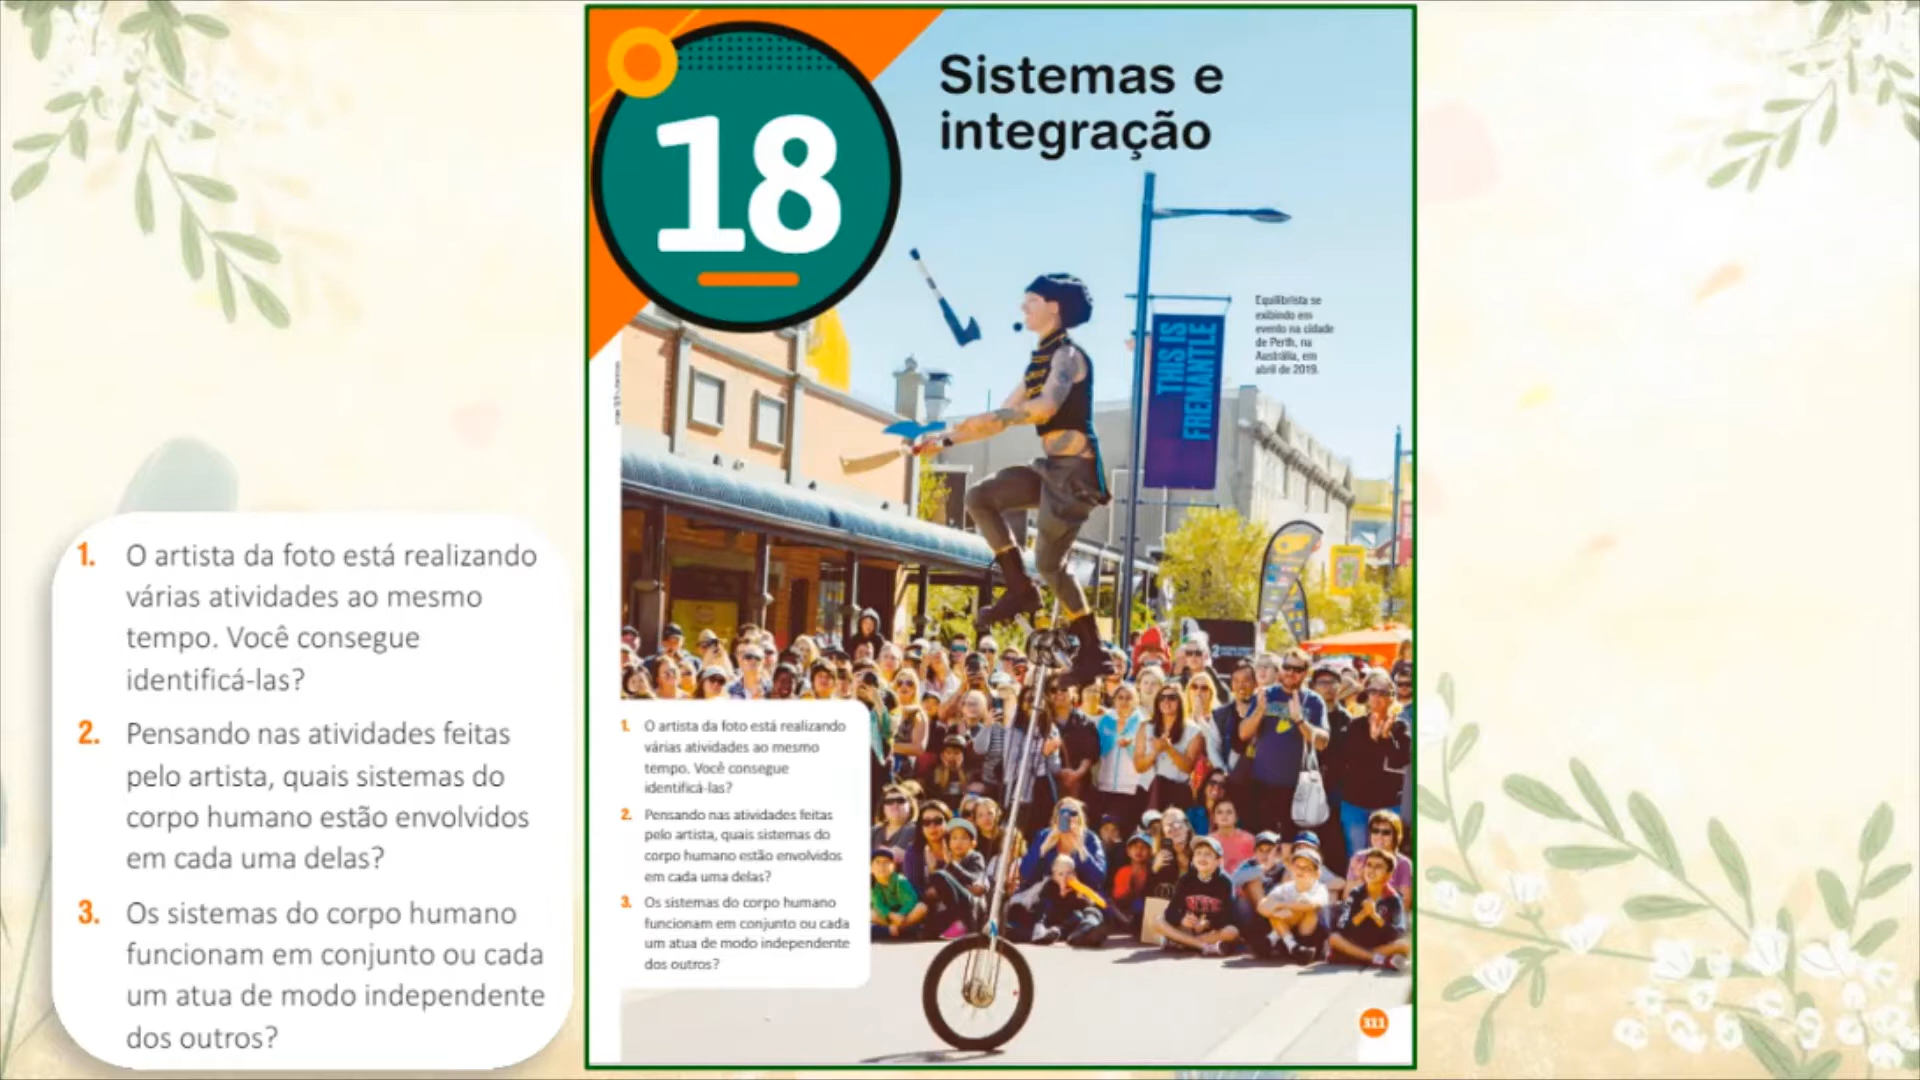 18
Sistemas e
integração
THIS IS
FREMANTLE
Equilibrista se
exibindo em
evento na cidade
de Perth, na
Austrália, em
abril de 2019.
1. O artista da foto está realizando
várias atividades ao mesmo
tempo. Você consegue
identificá-las?
2. Pensando nas atividades feitas
pelo artista, quais sistemas do
corpo humano estão envolvidos
em cada uma delas?
3. Os sistemas do corpo humano
funcionam em conjunto ou cada
um atua de modo independente
dos outros?
1. O artista da foto está realizando
várias atividades ao mesmo
tempo. Você consegue
identificá-las?
2. Pensando nas atividades feitas
pelo artista, quais sistemas do
corpo humano estão envolvidos
em cada uma delas?
3. Os sistemas do corpo humano
funcionam em conjunto ou cada
um atua de modo independente
dos outros?
311